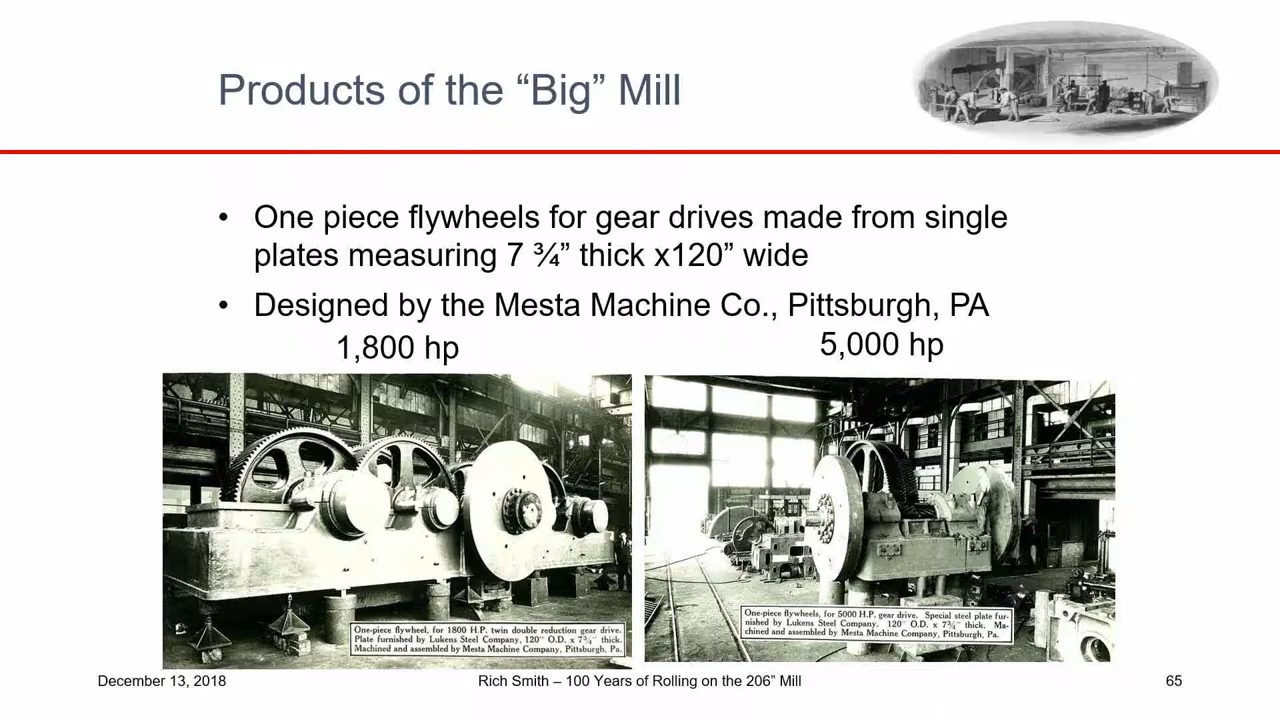 Products of the “Big” Mill
• One piece flywheels for gear drives made from single
plates measuring 7 ¾” thick x120” wide
• Designed by the Mesta Machine Co., Pittsburgh, PA
1,800 hp
5,000 hp
One-piece flywheel, for 1800 H.P. twin double reduction gear drive.
Plate furnished by Lukens Steel Company, 120" O.D. x 7¾" thick.
Machined and assembled by Mesta Machine Company, Pittsburgh, Pa.
One-piece flywheels, for 5000 H.P. gear drive. Special steel plate fur-
nished by Lukens Steel Company. 120" O.D. x 7¾" thick. Ma-
chined and assembled by Mesta Machine Company, Pittsburg, Pa.
December 13, 2018
Rich Smith – 100 Years of Rolling on the 206” Mill
65